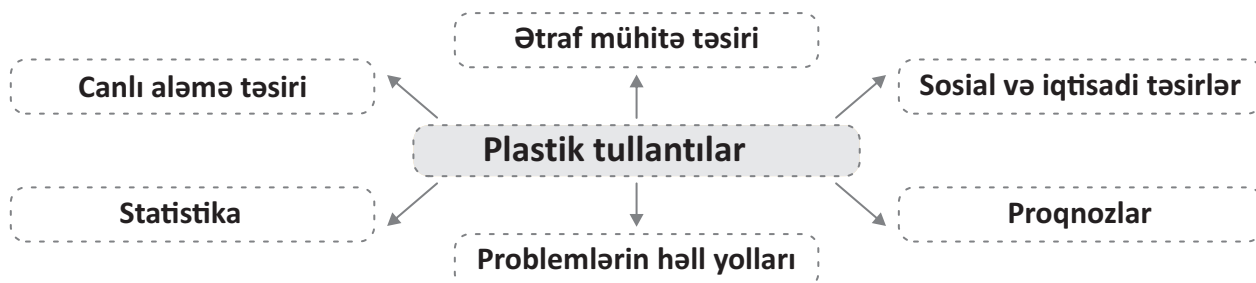 Ətraf mühitə təsiri
Canlı aləmə təsiri
Sosial və iqtisadi təsirlər
Plastik tullantılar
Statistika
Proqnozlar
Problemlərin həll yolları